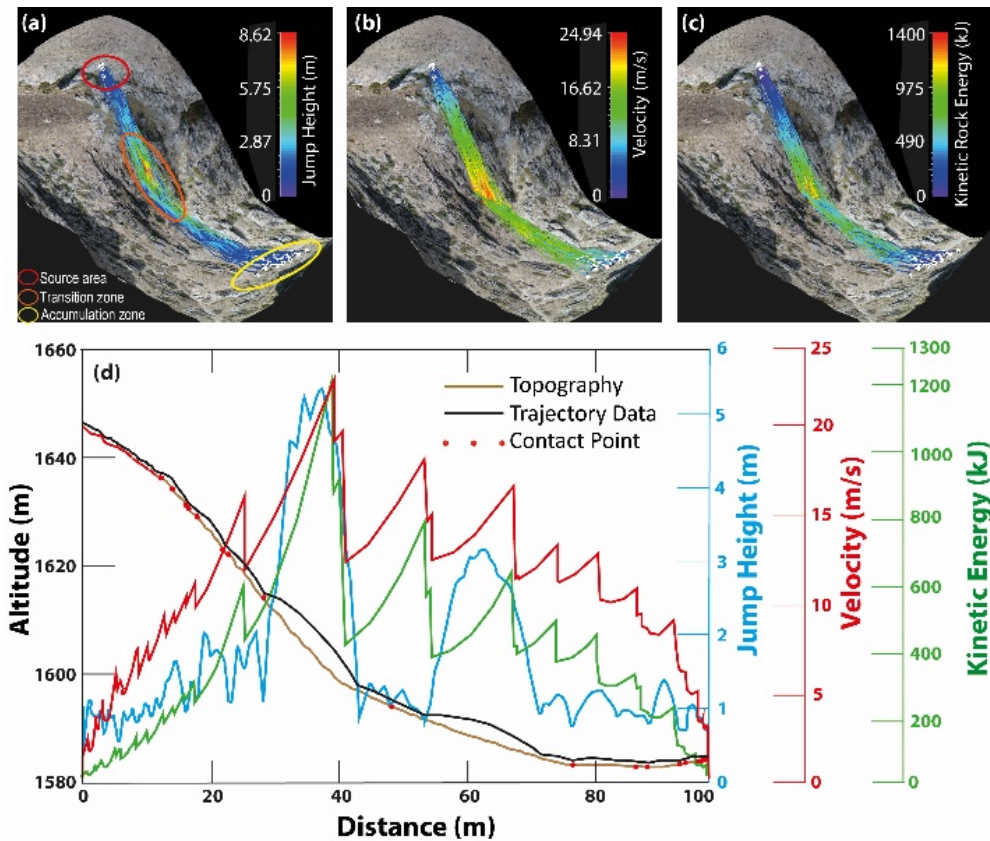 (a)
8.62
5.75
2.87
0
Jump Height (m)
Source area
Transition zone
Accumulation zone
(b)
24.94
16.62
8.31
0
Velocity (m/s)
(c)
1400
975
490
0
Kinetic Rock Energy (kJ)
(d)
Topography
Trajectory Data
Contact Point
1660
1640
1620
1600
1580
Altitude (m)
0
20
40
60
80
100
Distance (m)
6
5
4
3
2
1
0
Jump Height (m)
25
20
15
10
5
0
Velocity (m/s)
1300
1200
1000
800
600
400
200
0
Kinetic Energy (kJ)